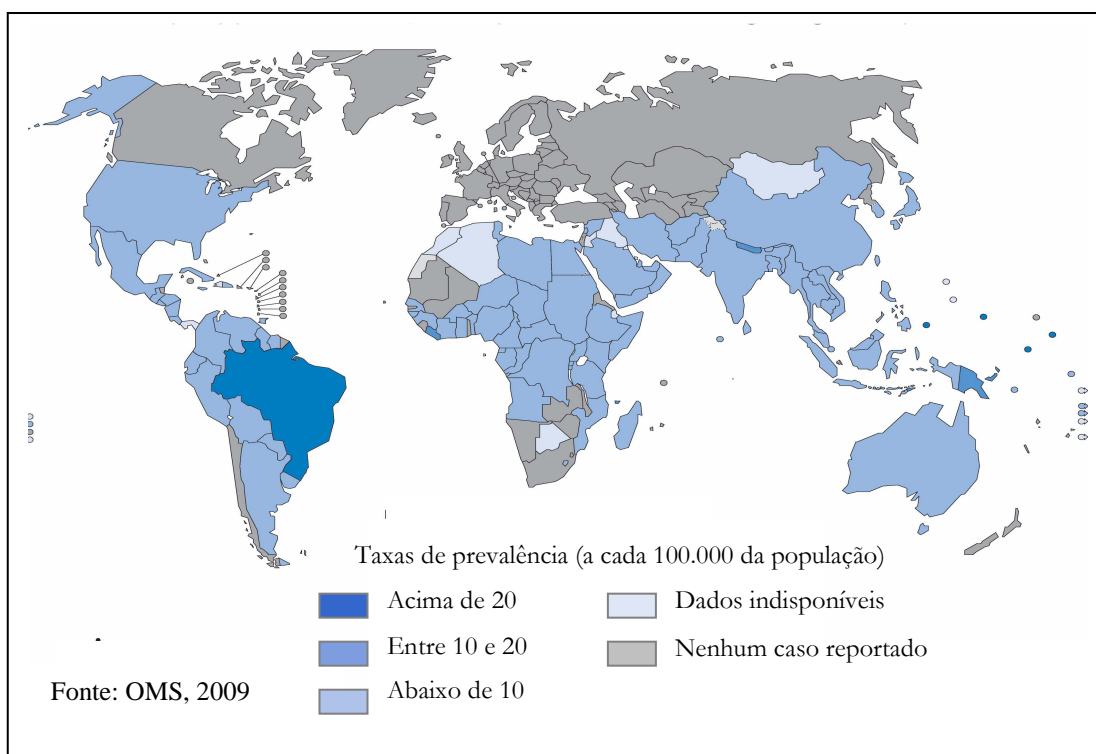 Taxas de prevalência (a cada 100.000 da população)
Acima de 20
Dados indisponíveis
Entre 10 e 20
Nenhum caso reportado
Abaixo de 10
Fonte: OMS, 2009